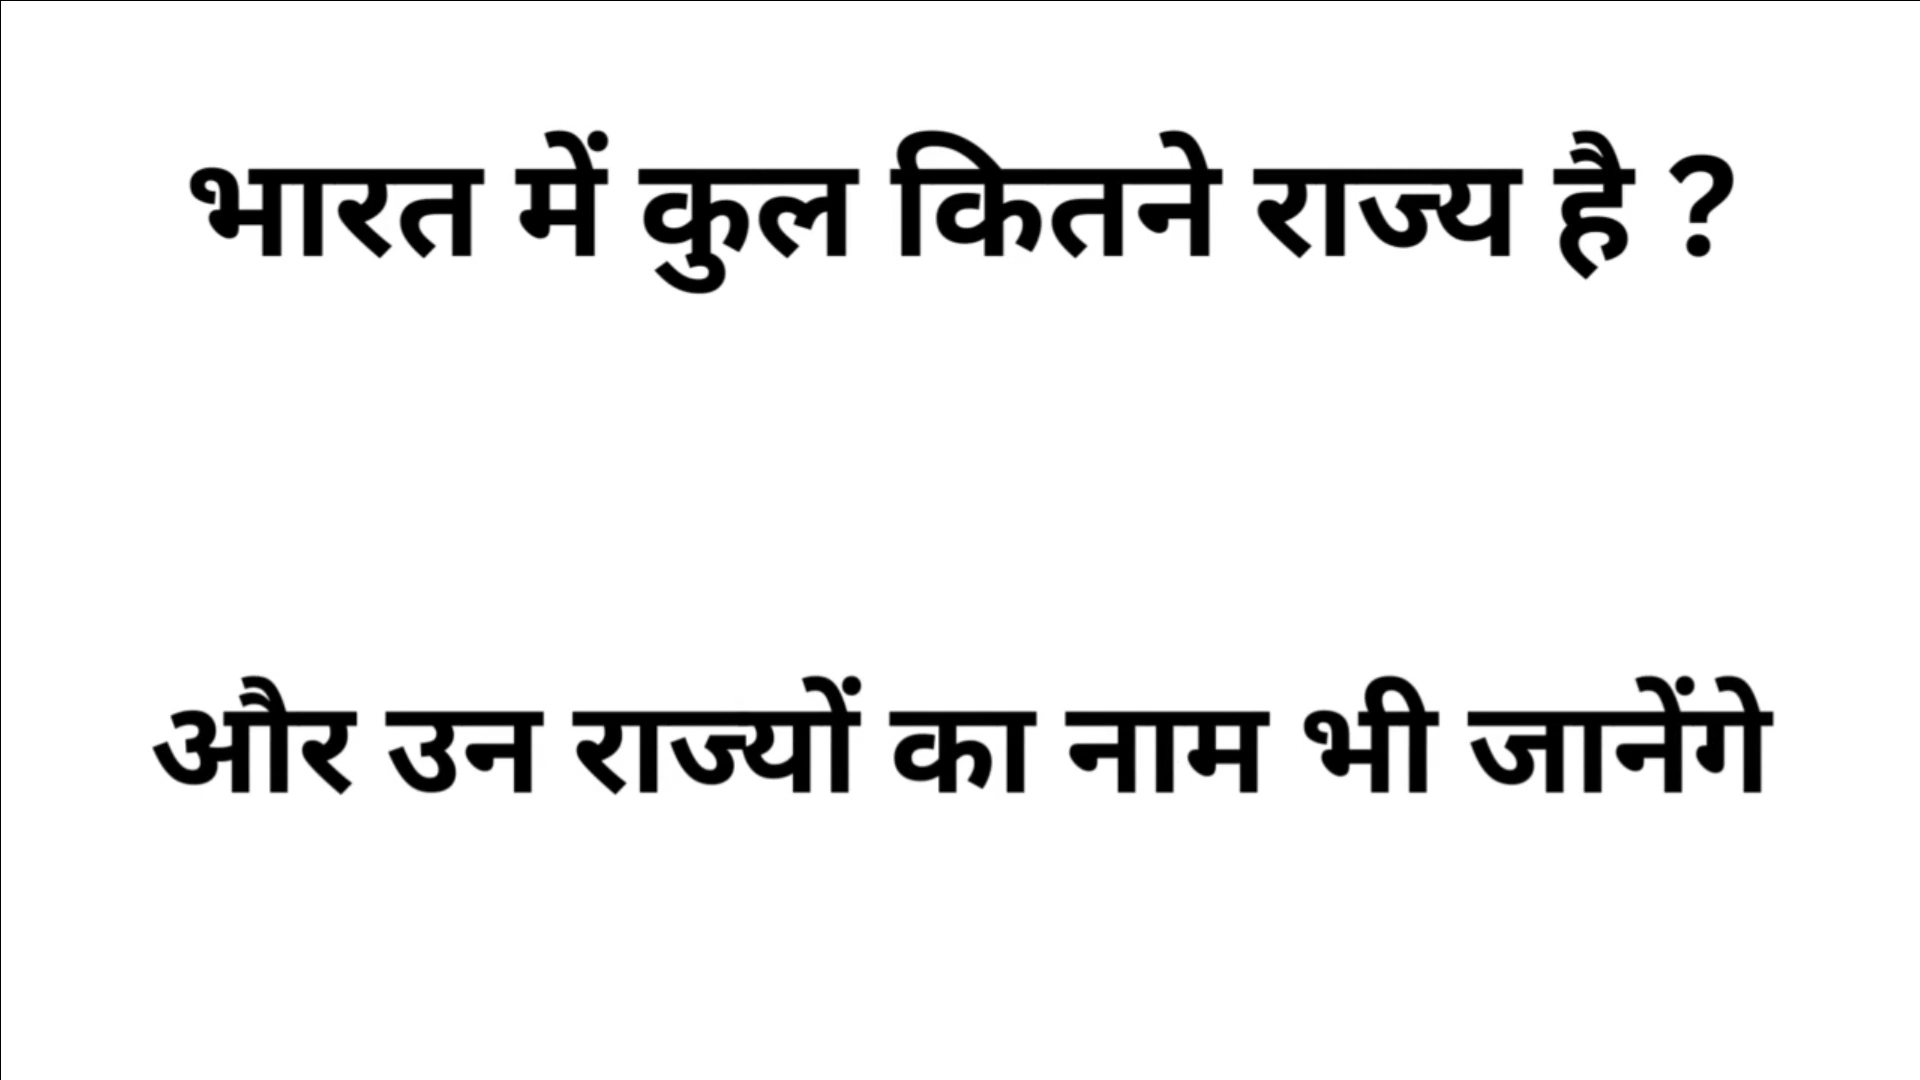 भारत में कुल कितने राज्य है ?
और उन राज्यों का नाम भी जानेंगे